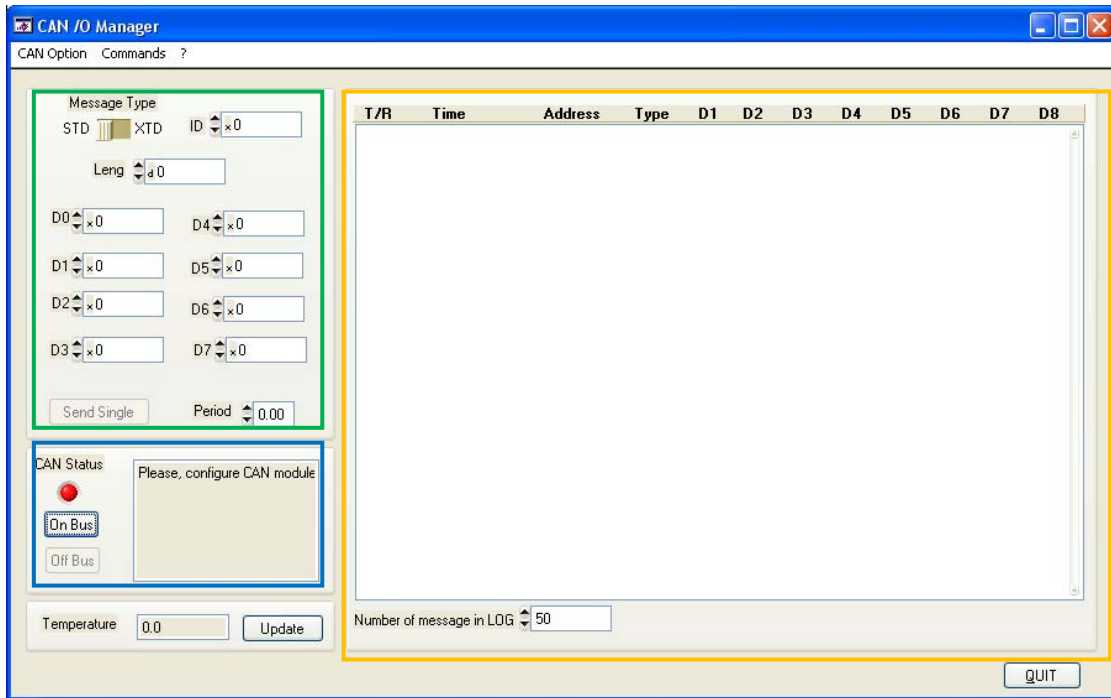 CAN /O Manager
CAN Option Commands ?
Message Type
STD XTD ID x0
Leng d 0
D0 x0 D4 x0
D1 x0 D5 x0
D2 x0 D6 x0
D3 x0 D7 x0
Send Single Period 0.00
CAN Status
Please, configure CAN module
On Bus
Off Bus
Temperature 0.0 Update
T/R Time Address Type D1 D2 D3 D4 D5 D6 D7 D8
Number of message in LOG 50
QUIT